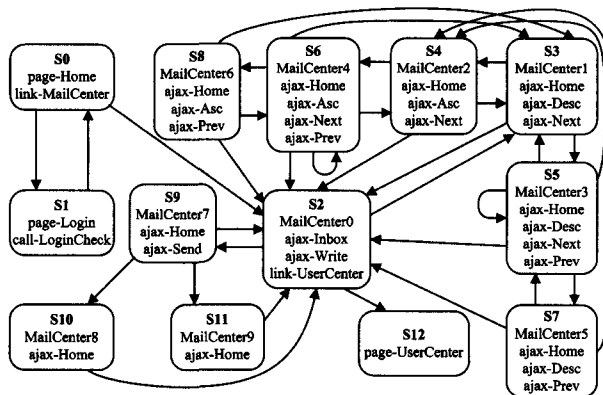 S0
page-Home
link-MailCenter
S8
MailCenter6
ajax-Home
ajax-Asc
ajax-Prev
S6
MailCenter4
ajax-Home
ajax-Asc
ajax-Next
ajax-Prev
S4
MailCenter2
ajax-Home
ajax-Asc
ajax-Next
S3
MailCenter1
ajax-Home
ajax-Desc
ajax-Next
S1
page-Login
call-LoginCheck
S9
MailCenter7
ajax-Home
ajax-Send
S2
MailCenter0
ajax-Inbox
ajax-Write
link-UserCenter
S5
MailCenter3
ajax-Home
ajax-Desc
ajax-Next
ajax-Prev
S10
MailCenter8
ajax-Home
S11
MailCenter9
ajax-Home
S12
page-UserCenter
S7
MailCenter5
ajax-Home
ajax-Desc
ajax-Prev